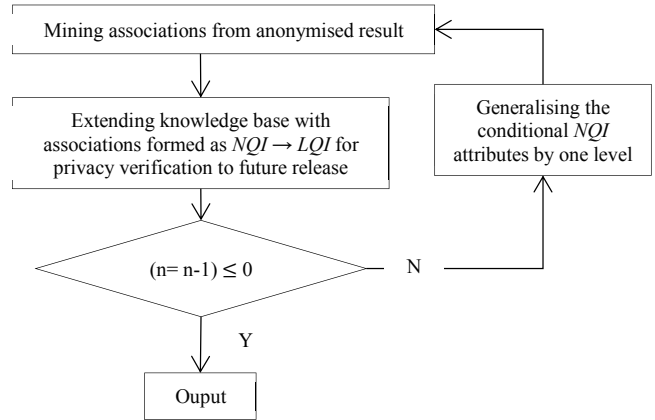 Mining associations from anonymised result
Extending knowledge base with
associations formed as NQI → LQI for
privacy verification to future release
Generalising the
conditional NQI
attributes by one level
(n= n-1) ≤ 0
N
Y
Ouput